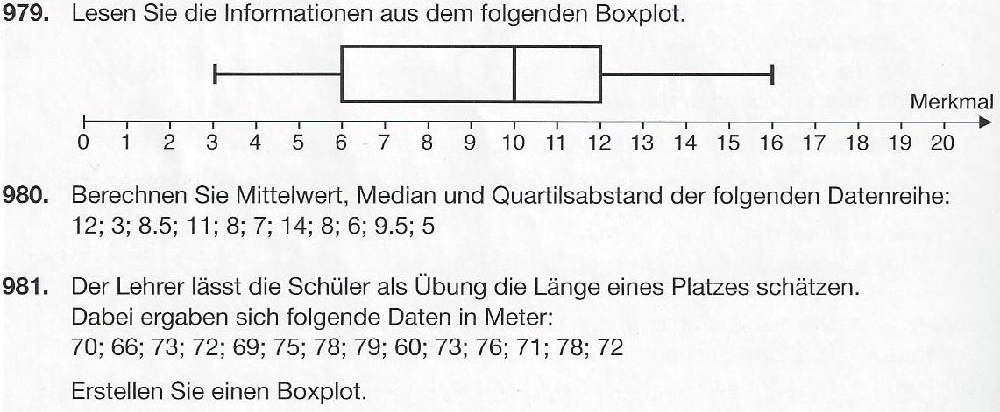 979. Lesen Sie die Informationen aus dem folgenden Boxplot.
Merkmal
0 1 2 3 4 5 6 7 8 9 10 11 12 13 14 15 16 17 18 19 20
980. Berechnen Sie Mittelwert, Median und Quartilsabstand der folgenden Datenreihe:
12; 3; 8.5; 11; 8; 7; 14; 8; 6; 9.5; 5
981. Der Lehrer lässt die Schüler als Übung die Länge eines Platzes schätzen.
Dabei ergaben sich folgende Daten in Meter:
70; 66; 73; 72; 69; 75; 78; 79; 60; 73; 76; 71; 78; 72
Erstellen Sie einen Boxplot.